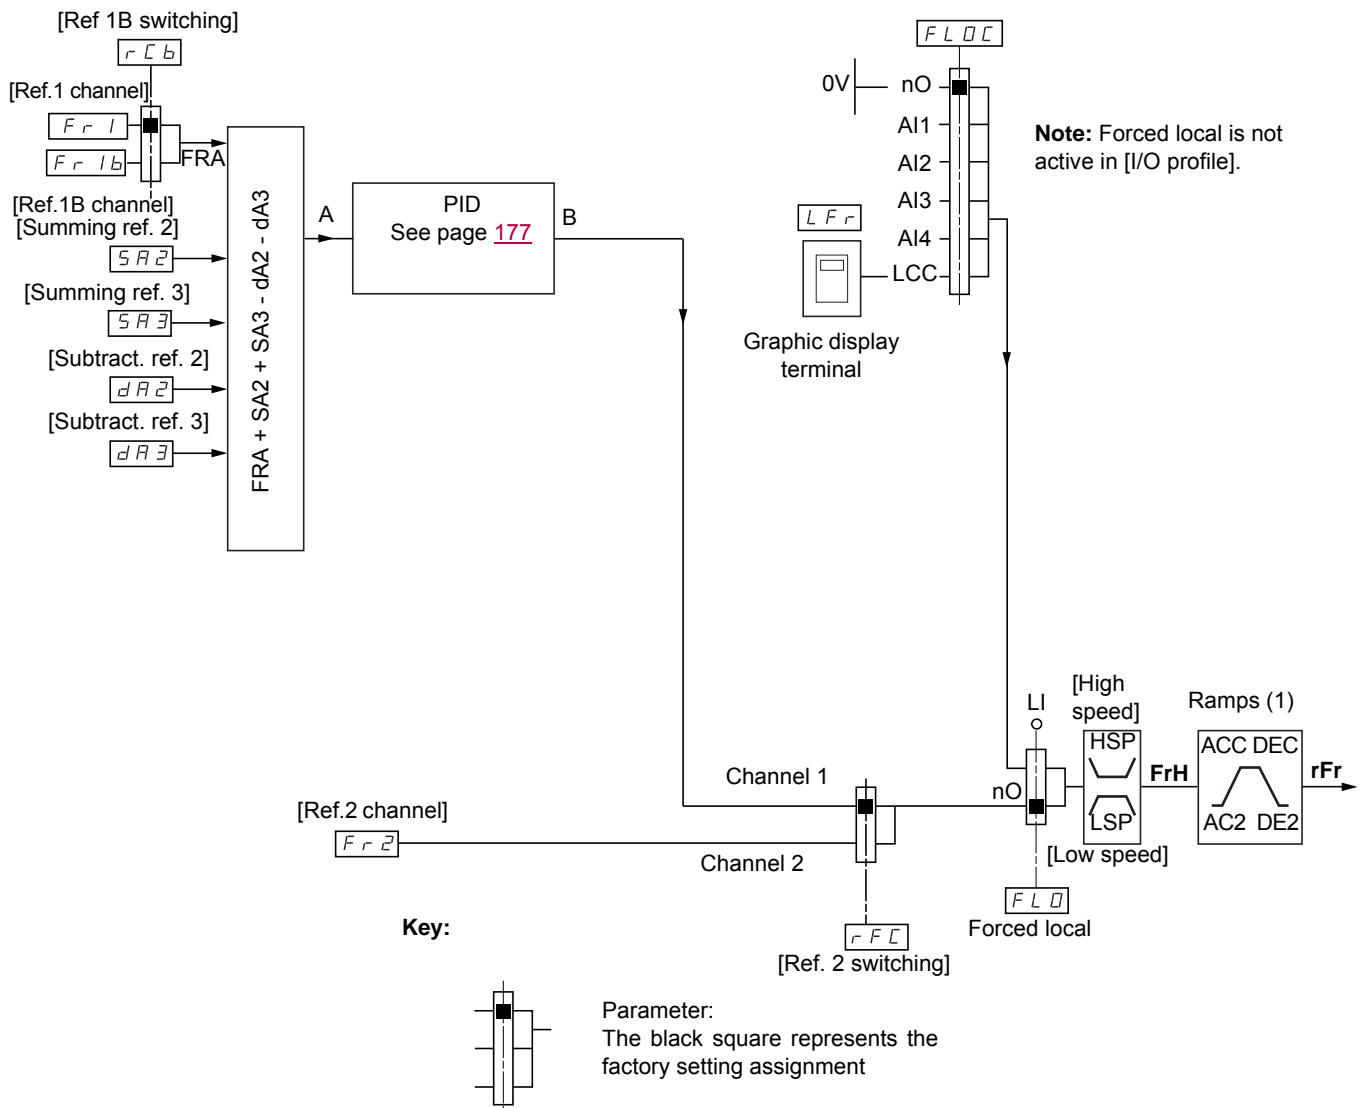 [Ref 1B switching]
rCb
[Ref.1 channel]
Fr1
Fr1b
FRA
[Ref.1B channel]
[Summing ref. 2]
SA2
[Summing ref. 3]
SA3
[Subtract. ref. 2]
dA2
[Subtract. ref. 3]
dA3
FRA + SA2 + SA3 - dA2 - dA3
A
PID
See page 177
B
FLOC
0V
nO
AI1
AI2
AI3
AI4
LCC
LFr
Graphic display
terminal
Note: Forced local is not
active in [I/O profile].
Channel 1
[Ref.2 channel]
Fr2
Channel 2
rFC
[Ref. 2 switching]
LI
nO
FLO
Forced local
[High
speed]
HSP
LSP
[Low speed]
FrH
Ramps (1)
ACC DEC
AC2 DE2
rFr
Key:
Parameter:
The black square represents the
factory setting assignment